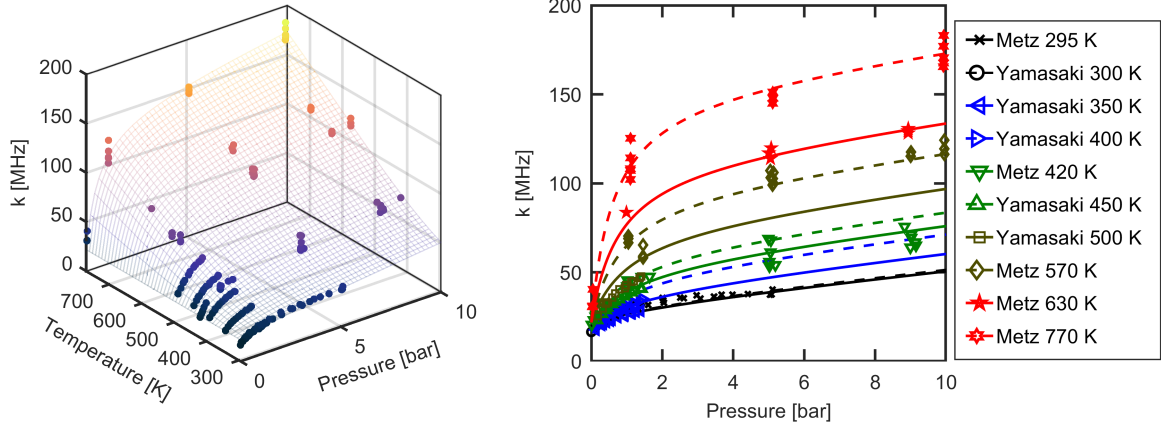 200
150
100
50
0
k [MHz]
700
600
500
400
300
Temperature [K]
0
5
10
Pressure [bar]
200
150
100
50
0
k [MHz]
0
2
4
6
8
10
Pressure [bar]
Metz 295 K
Yamasaki 300 K
Yamasaki 350 K
Yamasaki 400 K
Metz 420 K
Yamasaki 450 K
Yamasaki 500 K
Metz 570 K
Metz 630 K
Metz 770 K